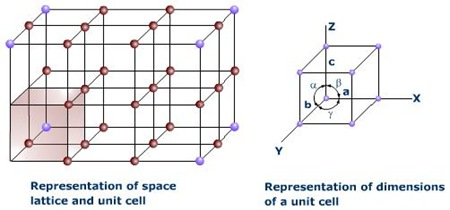 Z
c
α
β
a
X
b
γ
Y
Representation of space
lattice and unit cell
Representation of dimensions
of a unit cell